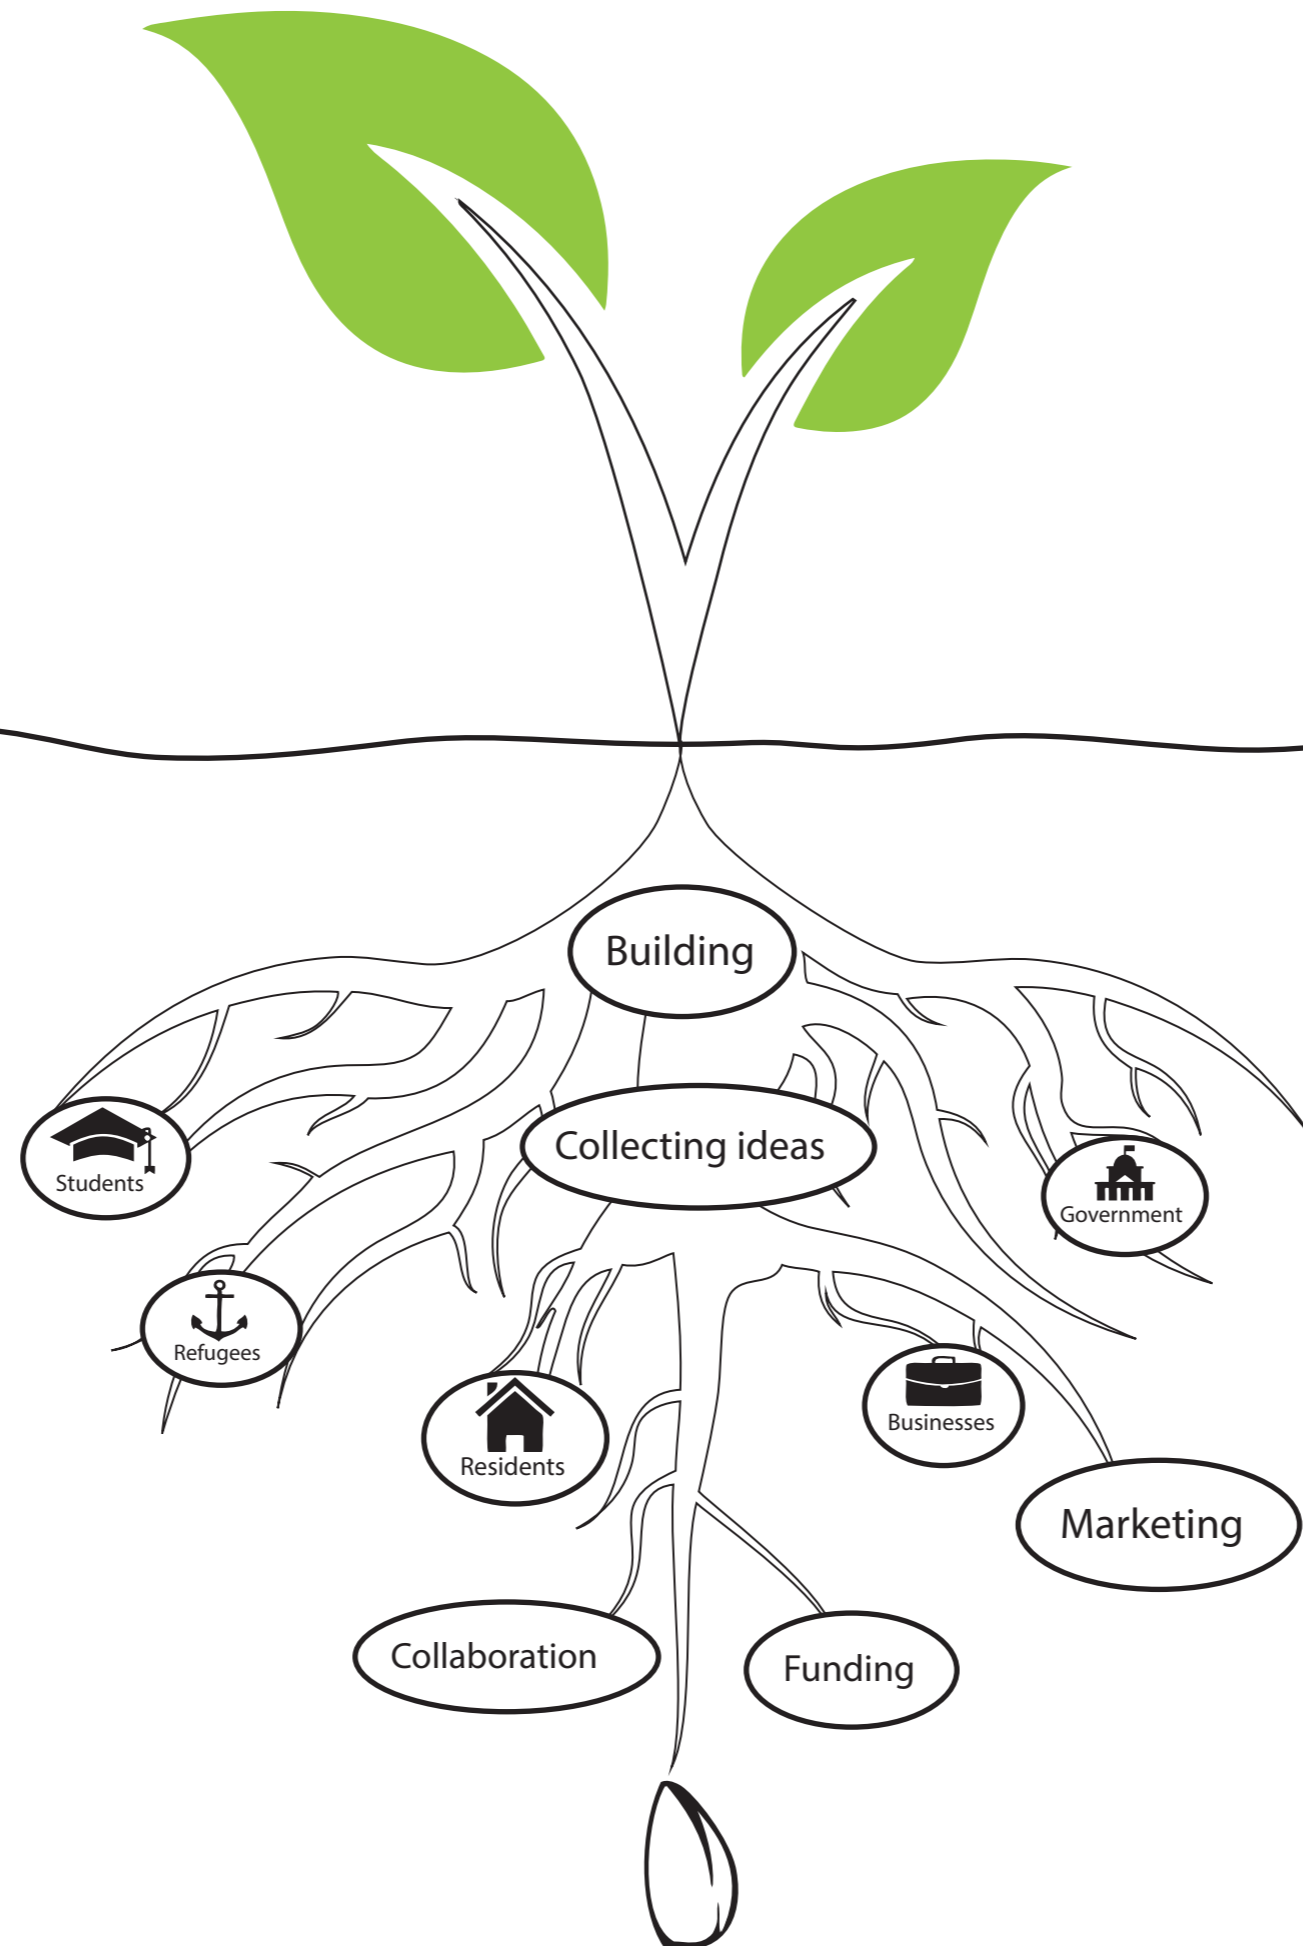 Building
Collecting ideas
Students
Government
Refugees
Businesses
Residents
Marketing
Collaboration
Funding